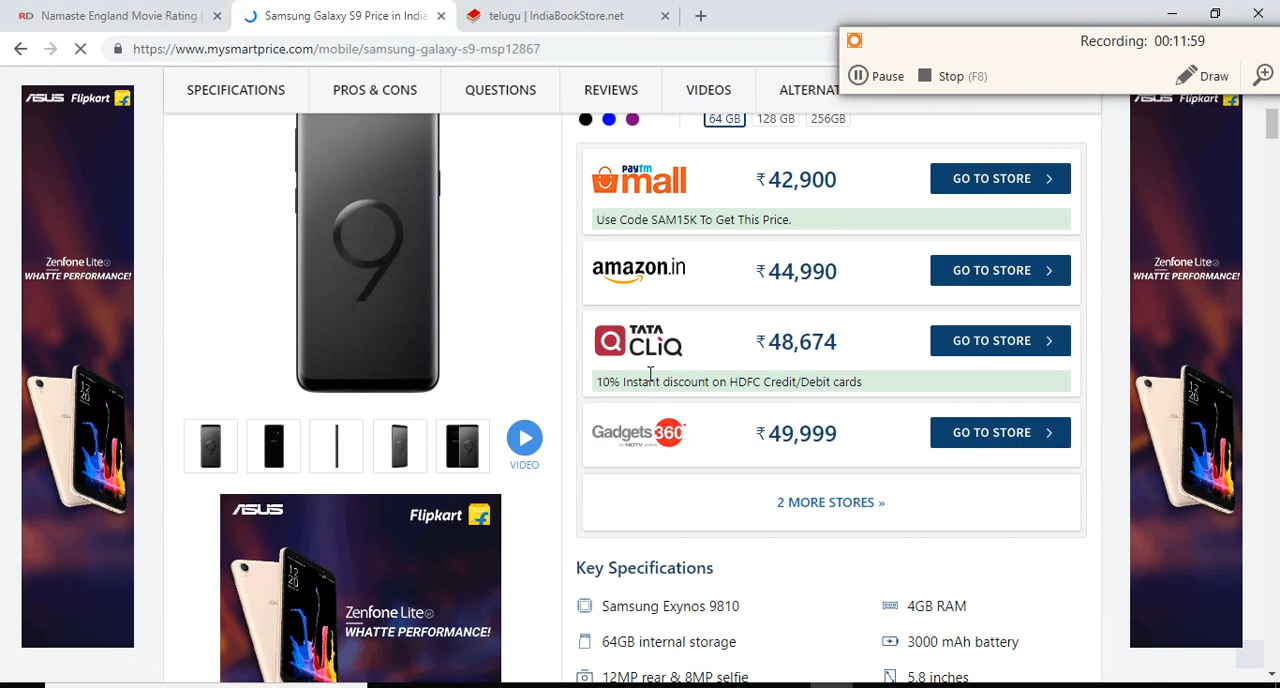 RD Namaste England Movie Rating
Samsung Galaxy S9 Price in India
telugu | IndiaBookStore.net
https://www.mysmartprice.com/mobile/samsung-galaxy-s9-msp12867
Recording: 00:11:59
Pause Stop (F8) Draw
SPECIFICATIONS PROS & CONS QUESTIONS REVIEWS VIDEOS ALTERNA
ASUS Flipkart
ZenFone Lite
WHATTE PERFORMANCE!
64 GB 128 GB 256GB
paytm mall ₹42,900 GO TO STORE
Use Code SAM15K To Get This Price.
amazon.in ₹44,990 GO TO STORE
TATA CLiQ ₹48,674 GO TO STORE
10% Instant discount on HDFC Credit/Debit cards
Gadgets 360 ₹49,999 GO TO STORE
2 MORE STORES »
VIDEO
ASUS Flipkart
ZenFone Lite
WHATTE PERFORMANCE!
Key Specifications
Samsung Exynos 9810 4GB RAM
64GB internal storage 3000 mAh battery
12MP rear & 8MP selfie 5.8 inches
ASUS Flipkart
ZenFone Lite
WHATTE PERFORMANCE!